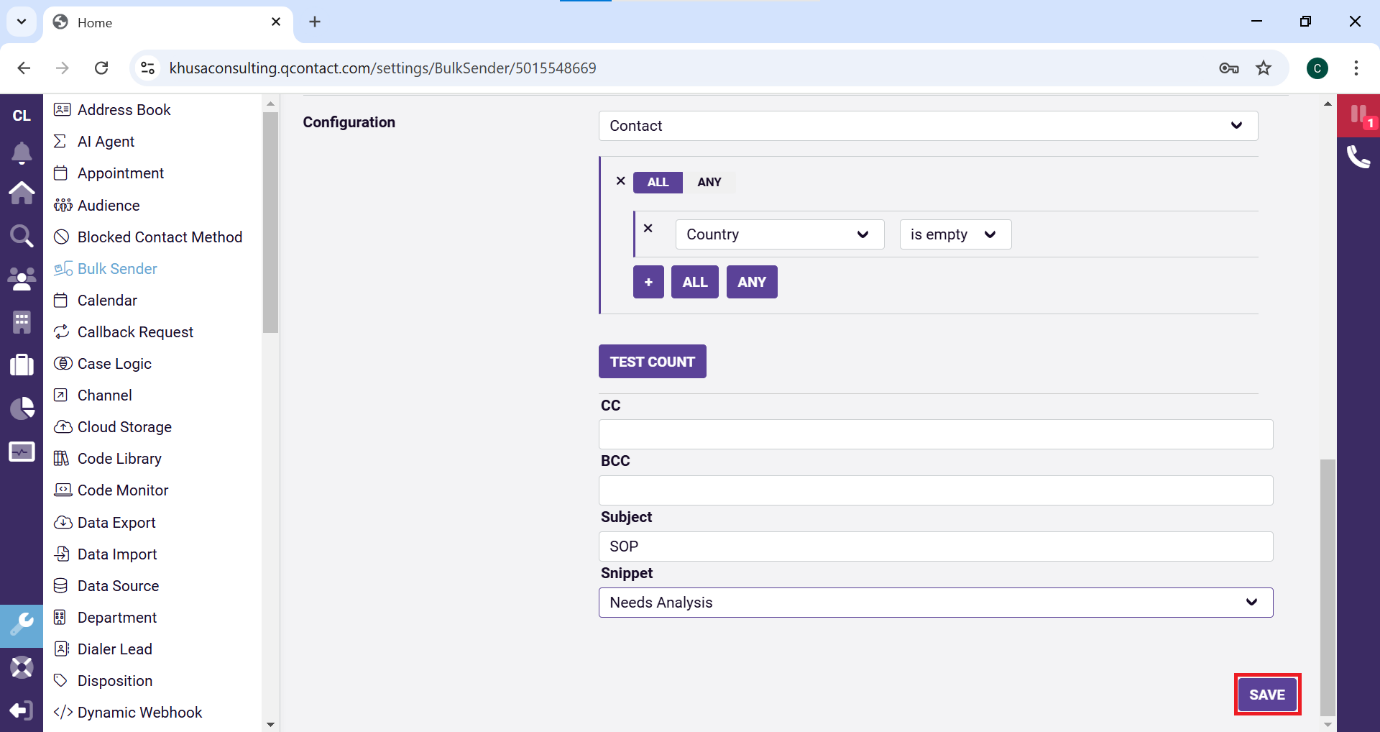 Home
khusaconsulting.qcontact.com/settings/BulkSender/5015548669
C
CL
Address Book
AI Agent
Appointment
Audience
Blocked Contact Method
Bulk Sender
Calendar
Callback Request
Case Logic
Channel
Cloud Storage
Code Library
Code Monitor
Data Export
Data Import
Data Source
Department
Dialer Lead
Disposition
Dynamic Webhook
Configuration
Contact
ALL ANY
Country is empty
+ ALL ANY
TEST COUNT
CC
BCC
Subject
SOP
Snippet
Needs Analysis
SAVE
1